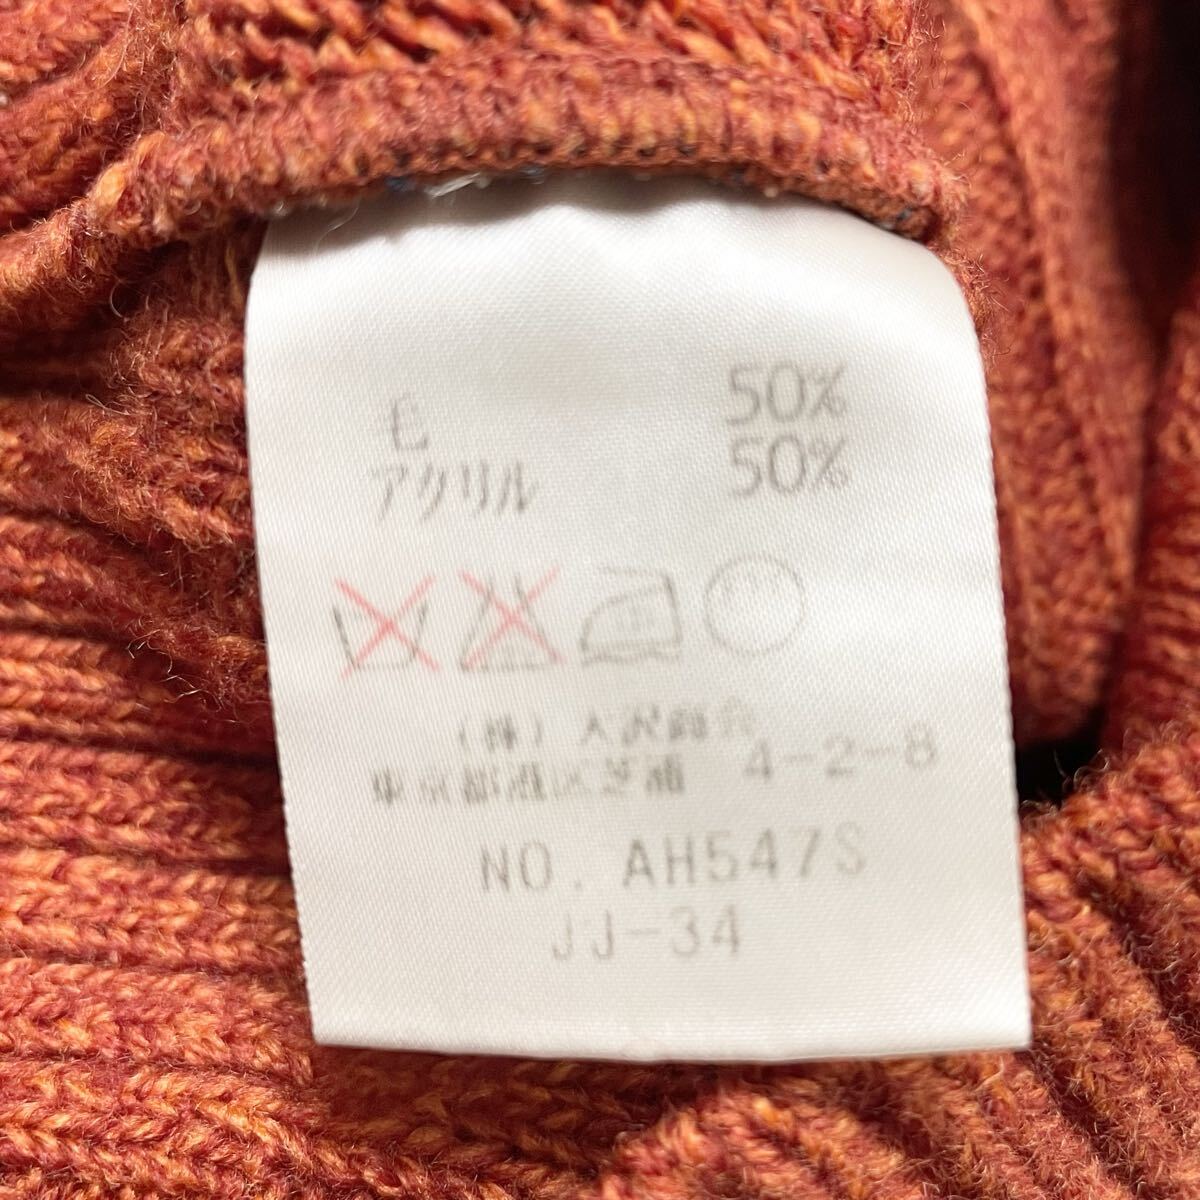 毛 50%
アクリル 50%
(株) 大沢商会
東京都港区芝浦 4-2-8
NO. AH547S
JJ-34